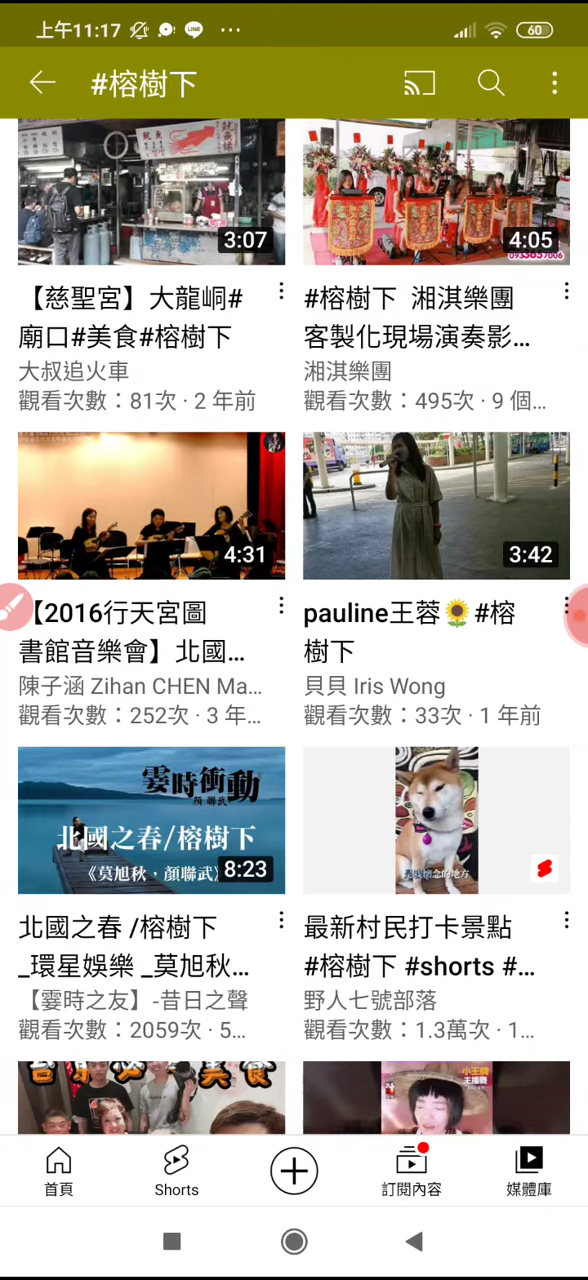 上午11:17
LINE
60
#榕樹下
3:07
4:05
【慈聖宮】大龍峒#
廟口#美食#榕樹下
大叔追火車
觀看次數：81次 · 2 年前
#榕樹下 湘淇樂團
客製化現場演奏影...
湘淇樂團
觀看次數：495次 · 9 個...
4:31
3:42
【2016行天宮圖
書館音樂會】北國...
陳子涵 Zihan CHEN Ma...
觀看次數：252次 · 3 年...
pauline王蓉🌻#榕
樹下
貝貝 Iris Wong
觀看次數：33次 · 1 年前
霎時衝動
顏聯武
北國之春/榕樹下
《莫旭秋，顏聯武》
8:23
北國之春 /榕樹下
_環星娛樂 _莫旭秋...
【霎時之友】-昔日之聲
觀看次數：2059次 · 5...
最新村民打卡景點
#榕樹下 #shorts #...
野人七號部落
觀看次數：1.3萬次 · 1...
小王牌
主播秀
首頁
Shorts
訂閱內容
媒體庫